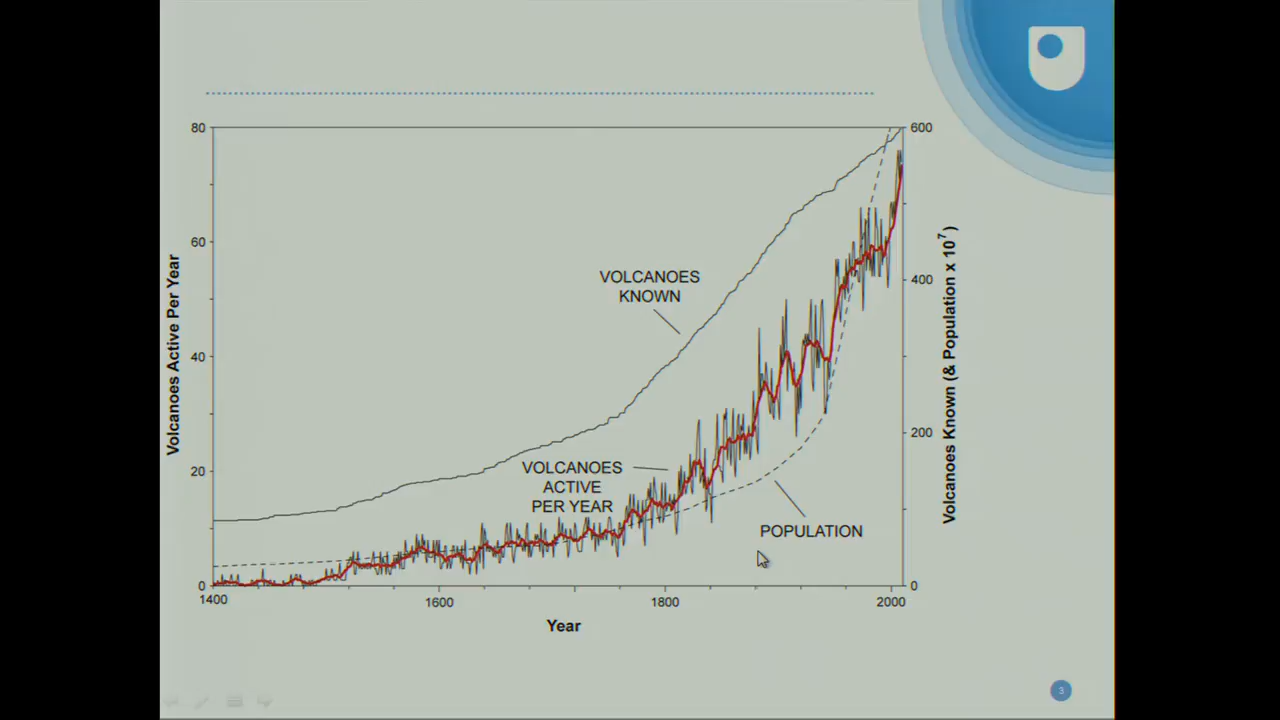 80
600
60
VOLCANOES
KNOWN
400
40
Volcanoes Active Per Year
Volcanoes Known (& Population x 10⁷)
200
20
VOLCANOES
ACTIVE
PER YEAR
POPULATION
0
0
1400
1600
1800
2000
Year
3